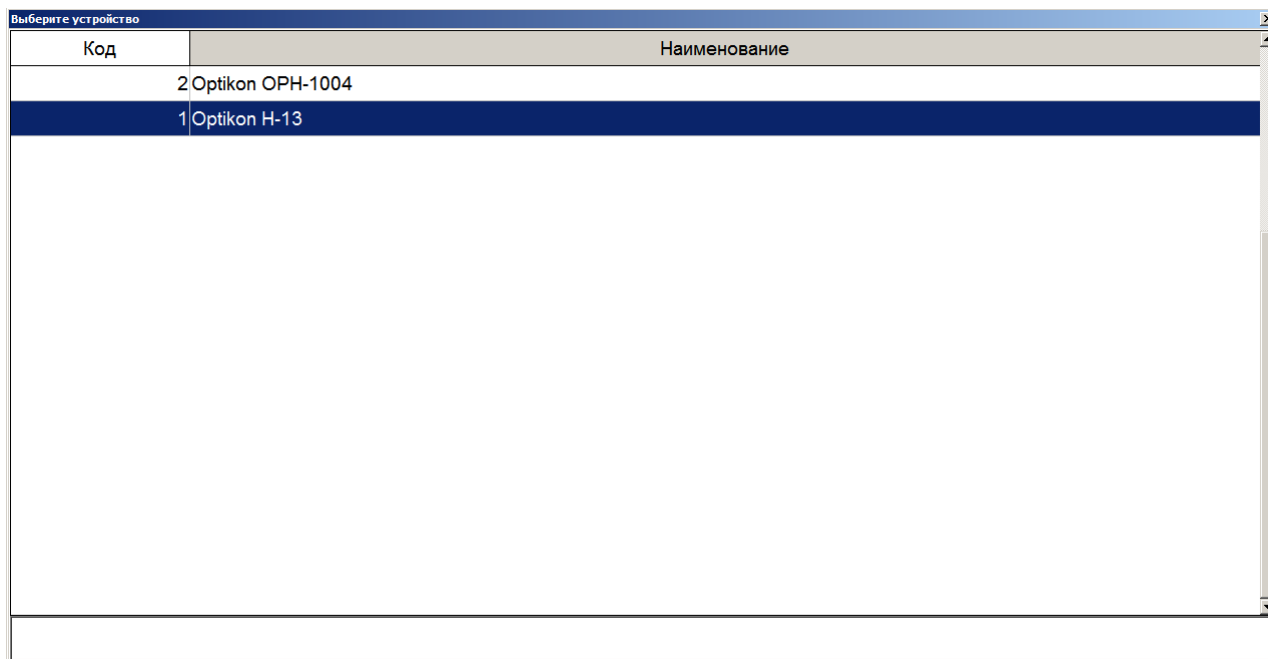 Выберите устройство
Код Наименование
2 Optikon OPH-1004
1 Optikon H-13